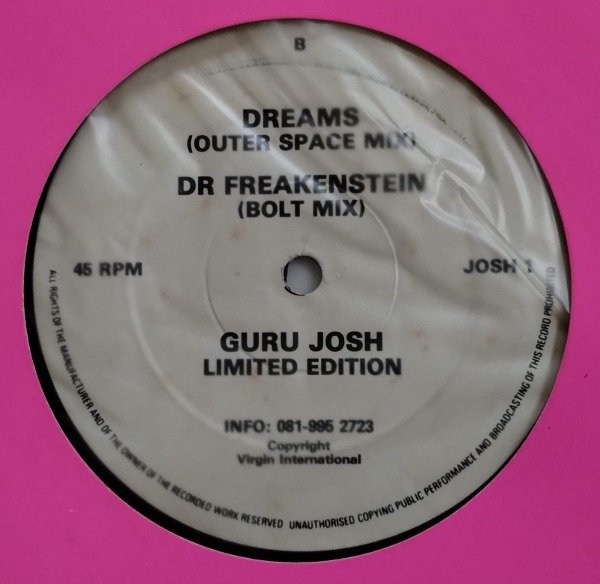 B
DREAMS
(OUTER SPACE MIX)
DR FREAKENSTEIN
(BOLT MIX)
45 RPM
JOSH 1
GURU JOSH
LIMITED EDITION
INFO: 081-995 2723
Copyright
Virgin International
ALL RIGHTS OF THE MANUFACTURER AND OF THE OWNER OF THE RECORDED WORK RESERVED UNAUTHORISED COPYING PUBLIC PERFORMANCE AND BROADCASTING OF THIS RECORD PROHIBITED